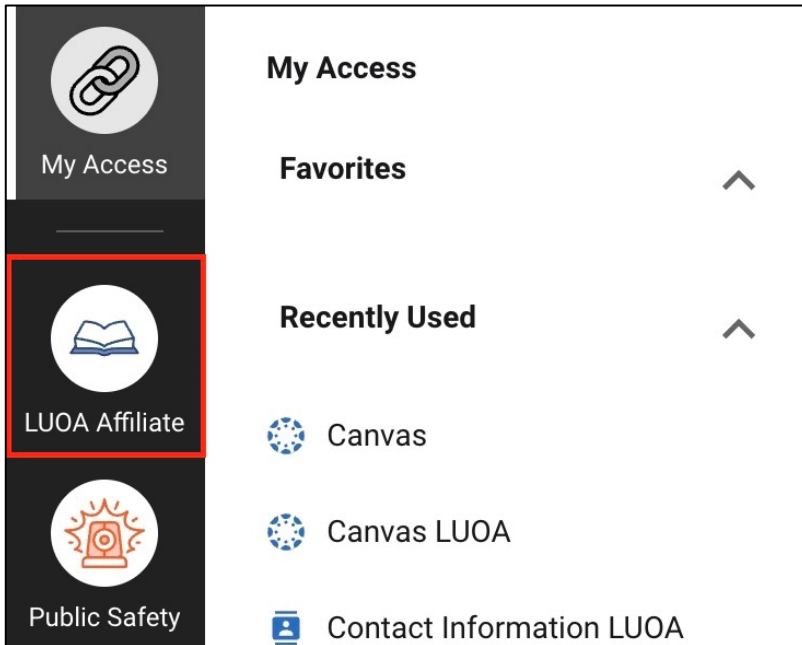 My Access
LUOA Affiliate
Public Safety
My Access
Favorites
Recently Used
Canvas
Canvas LUOA
Contact Information LUOA